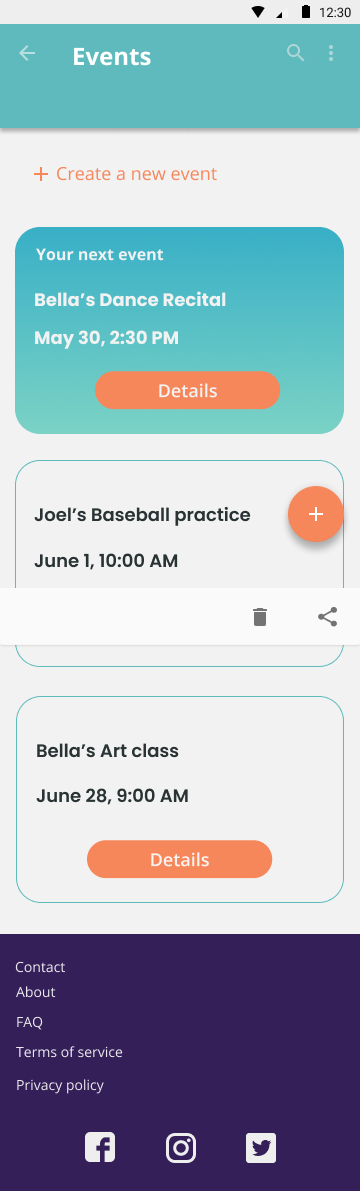 12:30
Events
+ Create a new event
Your next event
Bella’s Dance Recital
May 30, 2:30 PM
Details
Joel’s Baseball practice
June 1, 10:00 AM
Bella’s Art class
June 28, 9:00 AM
Details
Contact
About
FAQ
Terms of service
Privacy policy